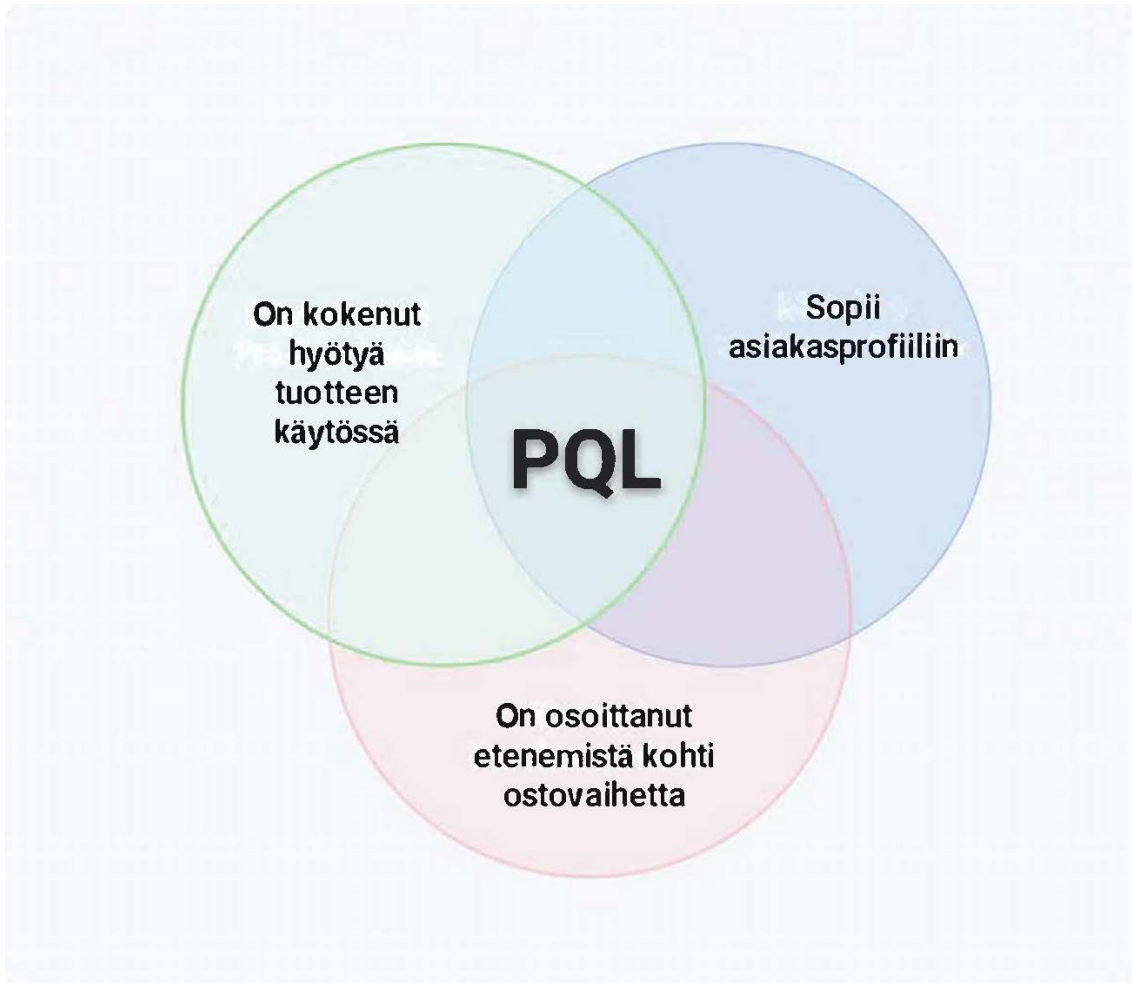 On kokenut
hyötyä
tuotteen
käytössä
Sopii
asiakasprofiiliin
PQL
On osoittanut
etenemistä kohti
ostovaihetta